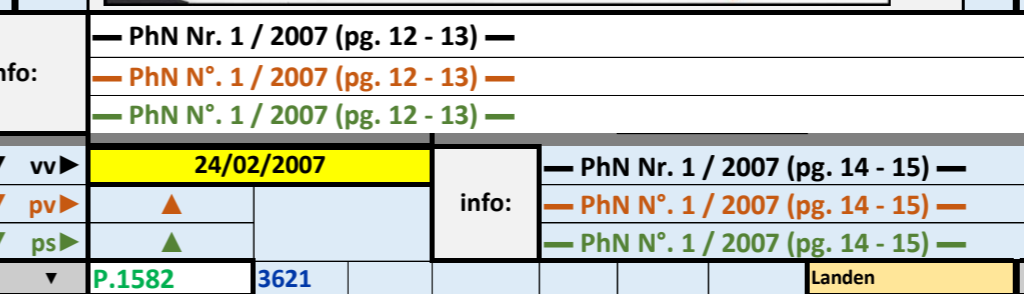 — PhN Nr. 1 / 2007 (pg. 12 - 13) —
nfo:
— PhN N°. 1 / 2007 (pg. 12 - 13) —
— PhN N°. 1 / 2007 (pg. 12 - 13) —
vv► 24/02/2007 — PhN Nr. 1 / 2007 (pg. 14 - 15) —
pv► ▲ info: — PhN N°. 1 / 2007 (pg. 14 - 15) —
ps► ▲ — PhN N°. 1 / 2007 (pg. 14 - 15) —
▼ P.1582 3621 Landen